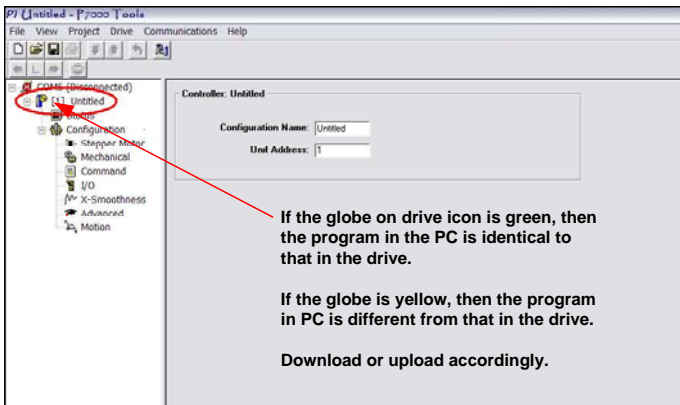 P7 Untitled - P7000 Tools
File View Project Drive Communications Help
COM5 (Disconnected)
[1] Untitled
Status
Configuration
Stepper Motor
Mechanical
Command
I/O
X-Smoothness
Advanced
Motion
Controller: Untitled
Configuration Name: Untitled
Unit Address: 1
If the globe on drive icon is green, then
the program in the PC is identical to
that in the drive.
If the globe is yellow, then the program
in PC is different from that in the drive.
Download or upload accordingly.